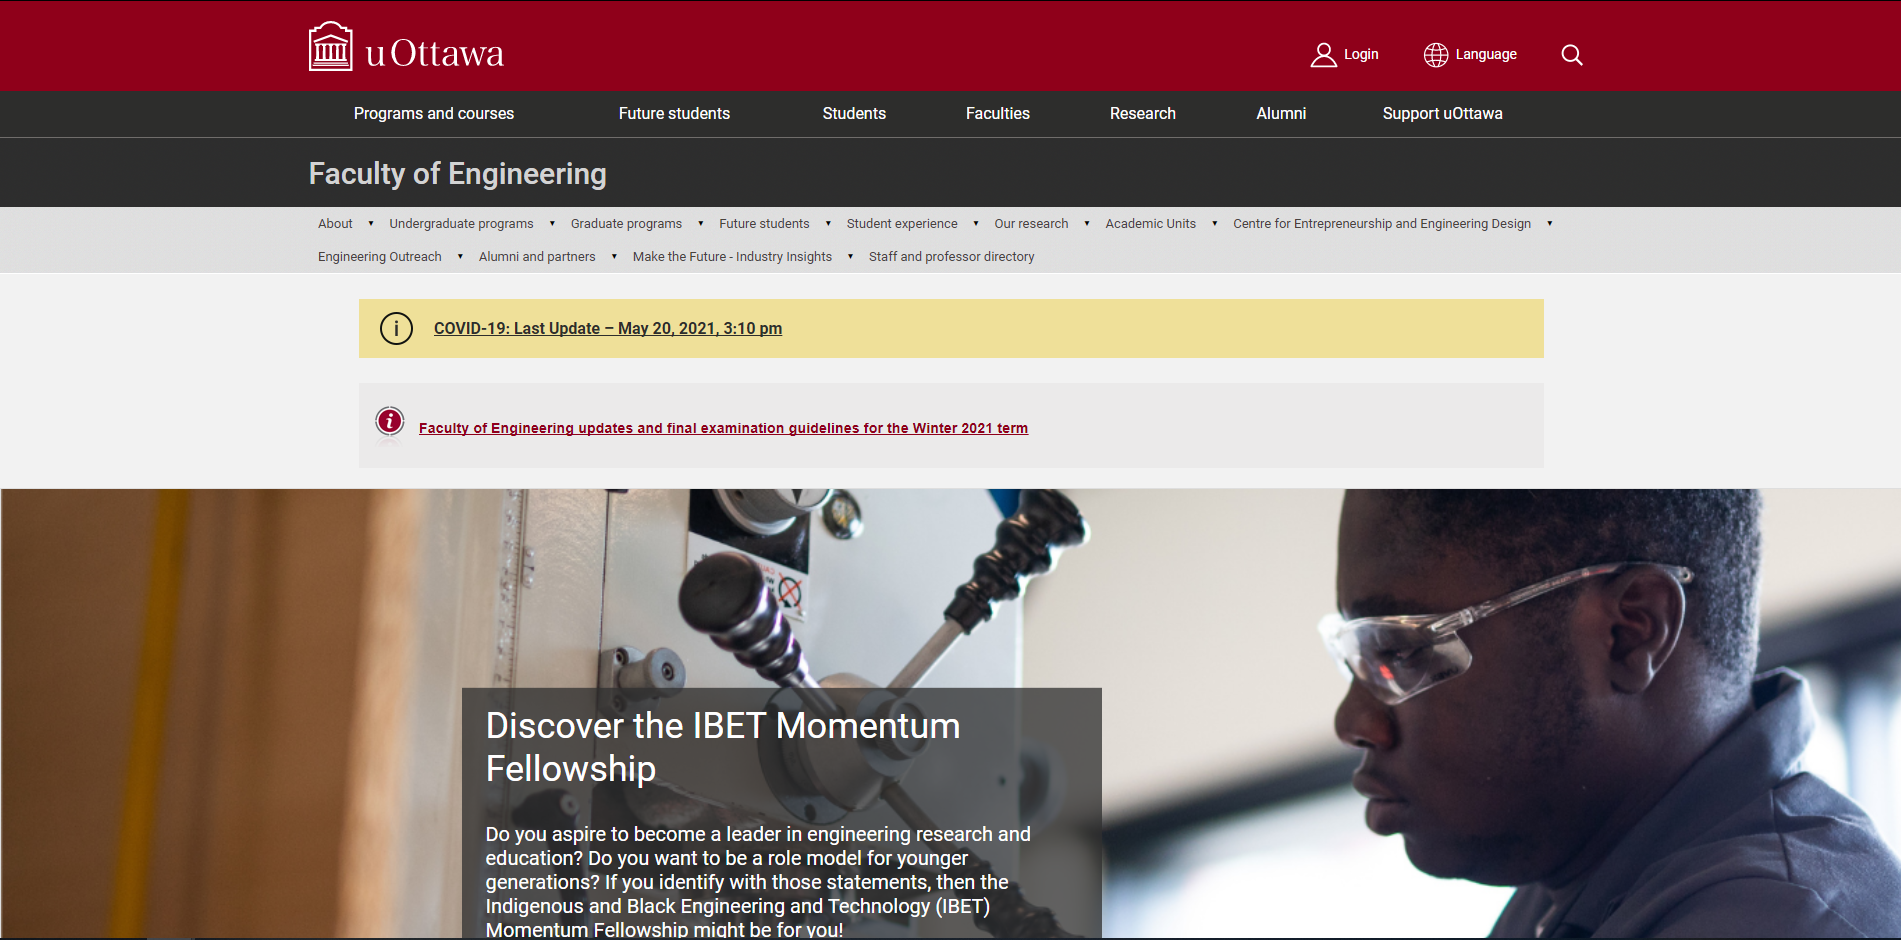 uOttawa
Login Language
Programs and courses Future students Students Faculties Research Alumni Support uOttawa
Faculty of Engineering
About Undergraduate programs Graduate programs Future students Student experience Our research Academic Units Centre for Entrepreneurship and Engineering Design
Engineering Outreach Alumni and partners Make the Future - Industry Insights Staff and professor directory
COVID-19: Last Update – May 20, 2021, 3:10 pm
Faculty of Engineering updates and final examination guidelines for the Winter 2021 term
Discover the IBET Momentum
Fellowship
Do you aspire to become a leader in engineering research and
education? Do you want to be a role model for younger
generations? If you identify with those statements, then the
Indigenous and Black Engineering and Technology (IBET)
Momentum Fellowship might be for you!